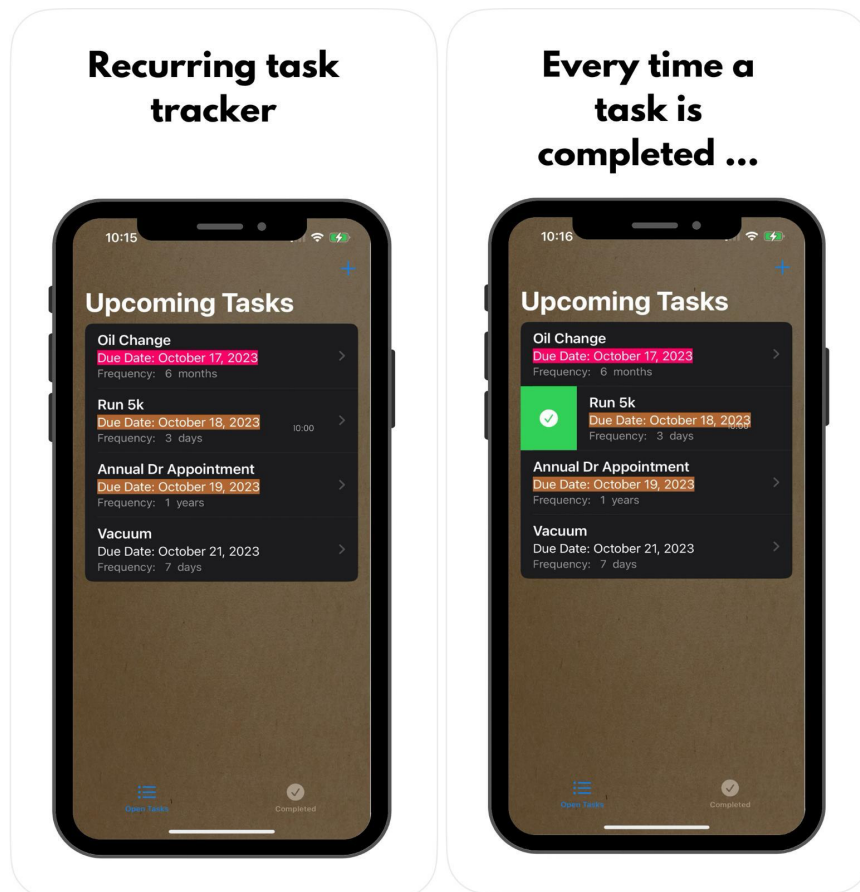 Recurring task
tracker
10:15
+
Upcoming Tasks
Oil Change
Due Date: October 17, 2023
Frequency: 6 months
Run 5k
Due Date: October 18, 2023
10:00
Frequency: 3 days
Annual Dr Appointment
Due Date: October 19, 2023
Frequency: 1 years
Vacuum
Due Date: October 21, 2023
Frequency: 7 days
Open Tasks
Completed
Every time a
task is
completed ...
10:16
+
Upcoming Tasks
Oil Change
Due Date: October 17, 2023
Frequency: 6 months
Run 5k
Due Date: October 18, 2023
10:00
Frequency: 3 days
Annual Dr Appointment
Due Date: October 19, 2023
Frequency: 1 years
Vacuum
Due Date: October 21, 2023
Frequency: 7 days
Open Tasks
Completed